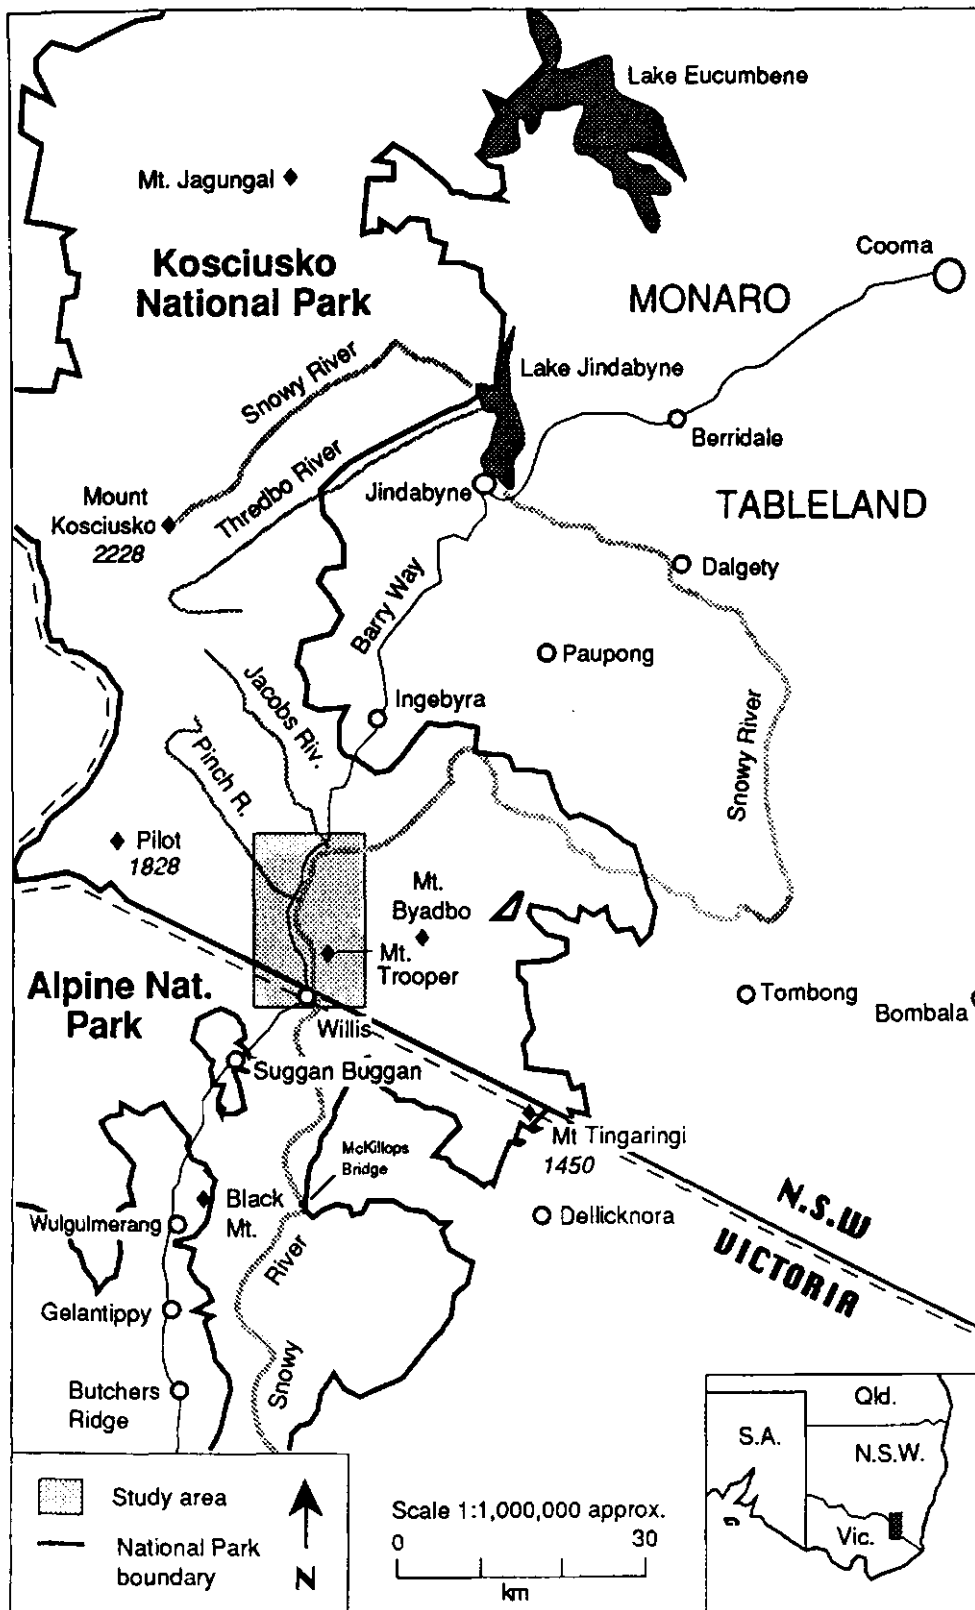 Lake Eucumbene
Mt. Jagungal
Cooma
Kosciusko
National Park
MONARO
Snowy River
Lake Jindabyne
Thredbo River
Berridale
Mount
Kosciusko
2228
Jindabyne
TABLELAND
Dalgety
Barry Way
Paupong
Jacobs Riv.
Ingebyra
Snowy River
Pinch R.
Pilot
1828
Mt.
Byadbo
Mt.
Trooper
Alpine Nat.
Park
Tombong
Bombala
Willis
Suggan Buggan
Mt Tingaringi
1450
McKillops
Bridge
Black
Mt.
Wulgulmerang
Dellicknora
N.S.W
VICTORIA
River
Gelantippy
Snowy
Butchers
Ridge
Qld.
S.A.
N.S.W.
Vic.
G
Study area
National Park
boundary
N
Scale 1:1,000,000 approx.
0 30
km